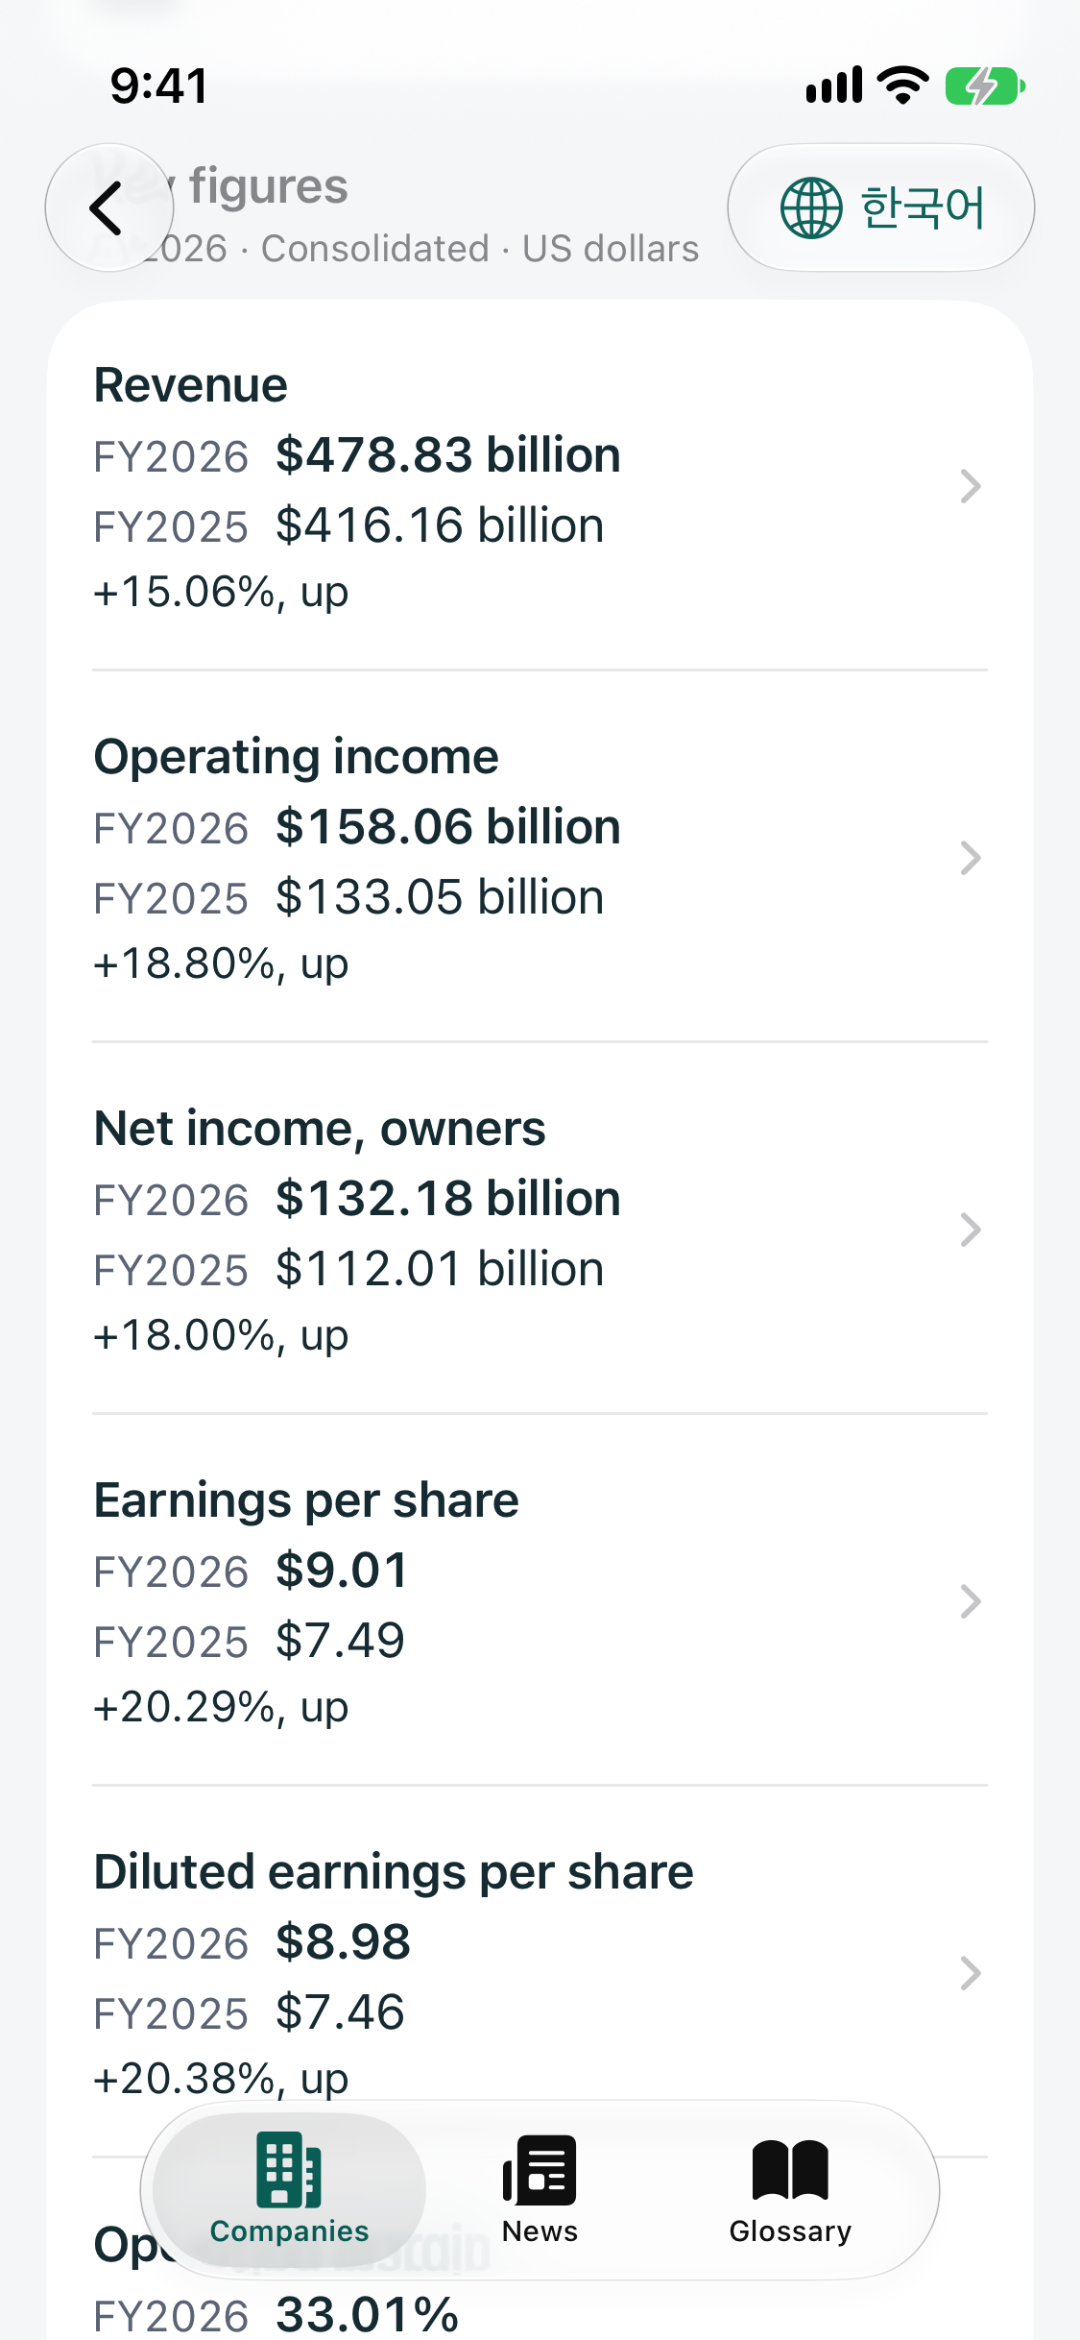 9:41
figures
한국어
2026 · Consolidated · US dollars
Revenue
FY2026 $478.83 billion
FY2025 $416.16 billion
+15.06%, up
Operating income
FY2026 $158.06 billion
FY2025 $133.05 billion
+18.80%, up
Net income, owners
FY2026 $132.18 billion
FY2025 $112.01 billion
+18.00%, up
Earnings per share
FY2026 $9.01
FY2025 $7.49
+20.29%, up
Diluted earnings per share
FY2026 $8.98
FY2025 $7.46
+20.38%, up
Companies
News
Glossary
FY2026 33.01%